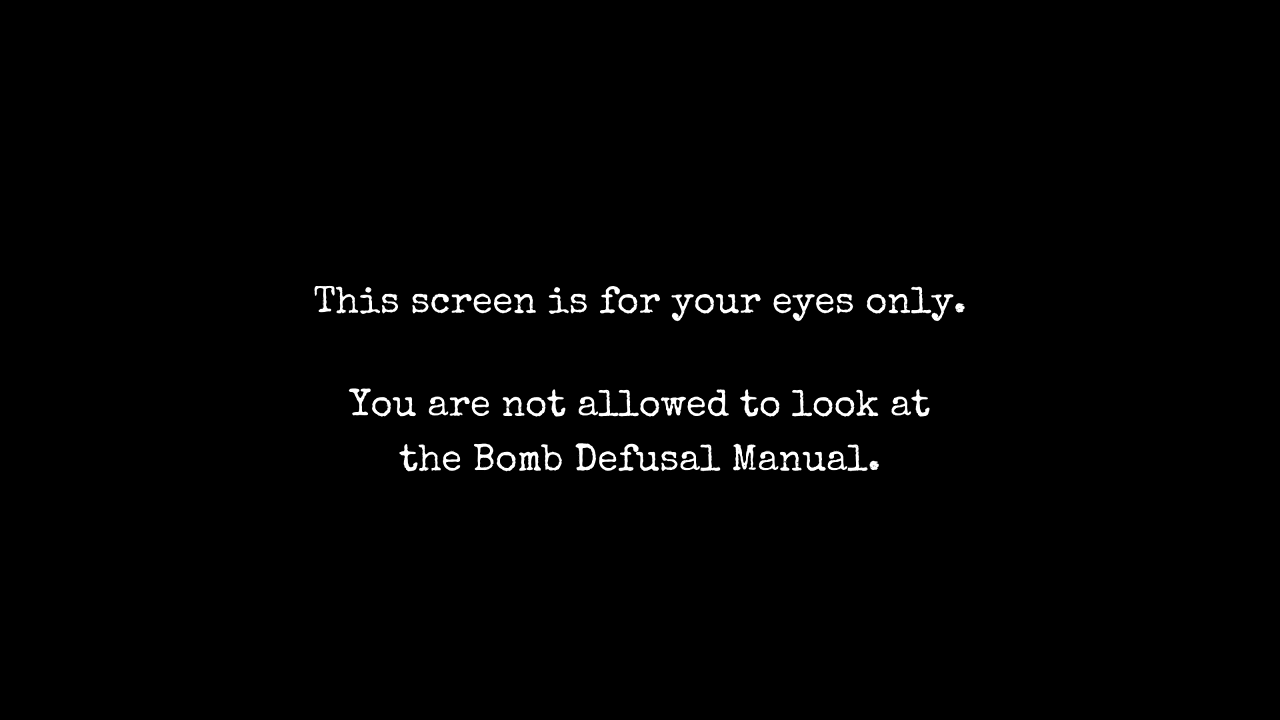 This screen is for your eyes only.
You are not allowed to look at
the Bomb Defusal Manual.